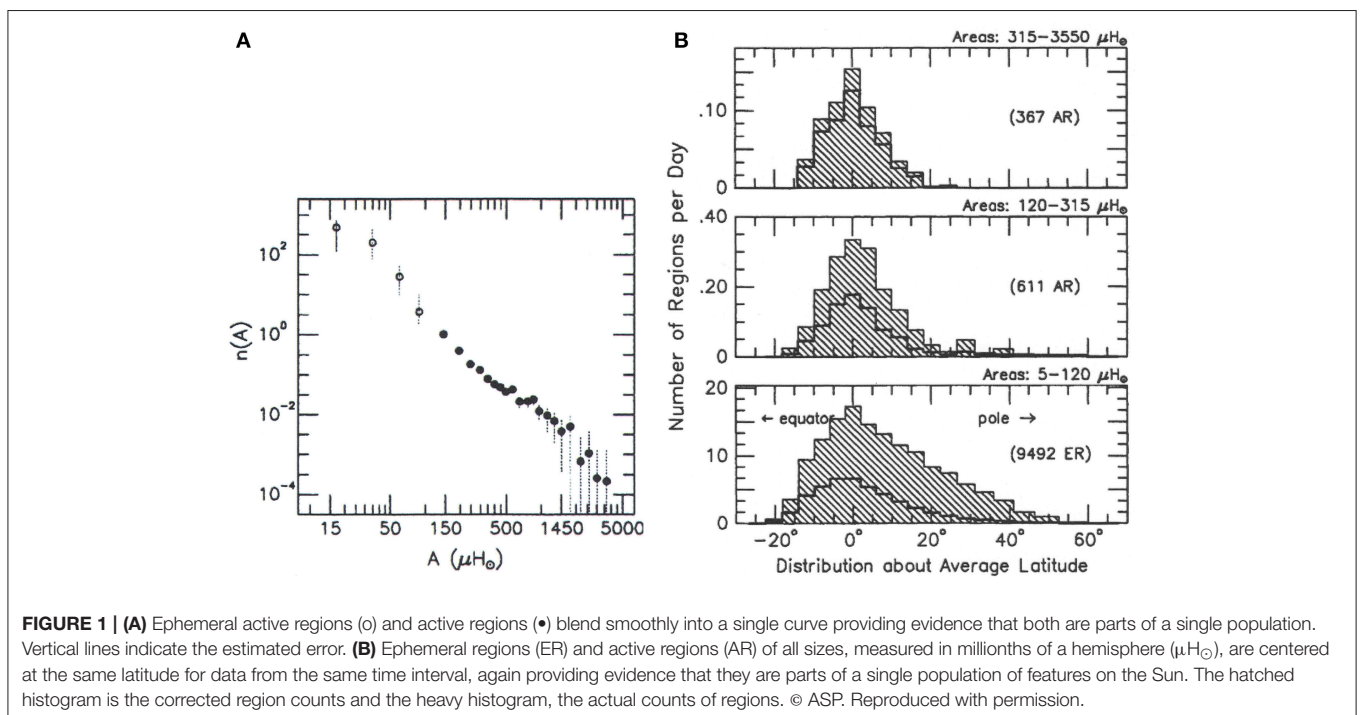 A
10²
10⁰
10⁻²
10⁻⁴
n(A)
15 50 150 500 1450 5000
A (μH⊙)
B
Areas: 315–3550 μH⊙
.10
0
(367 AR)
Areas: 120–315 μH⊙
.40
.20
0
(611 AR)
Areas: 5–120 μH⊙
20
10
0
← equator
pole →
(9492 ER)
Number of Regions per Day
−20° 0° 20° 40° 60°
Distribution about Average Latitude
FIGURE 1 | (A) Ephemeral active regions (o) and active regions (•) blend smoothly into a single curve providing evidence that both are parts of a single population.
Vertical lines indicate the estimated error. (B) Ephemeral regions (ER) and active regions (AR) of all sizes, measured in millionths of a hemisphere (μH⊙), are centered
at the same latitude for data from the same time interval, again providing evidence that they are parts of a single population of features on the Sun. The hatched
histogram is the corrected region counts and the heavy histogram, the actual counts of regions. © ASP. Reproduced with permission.